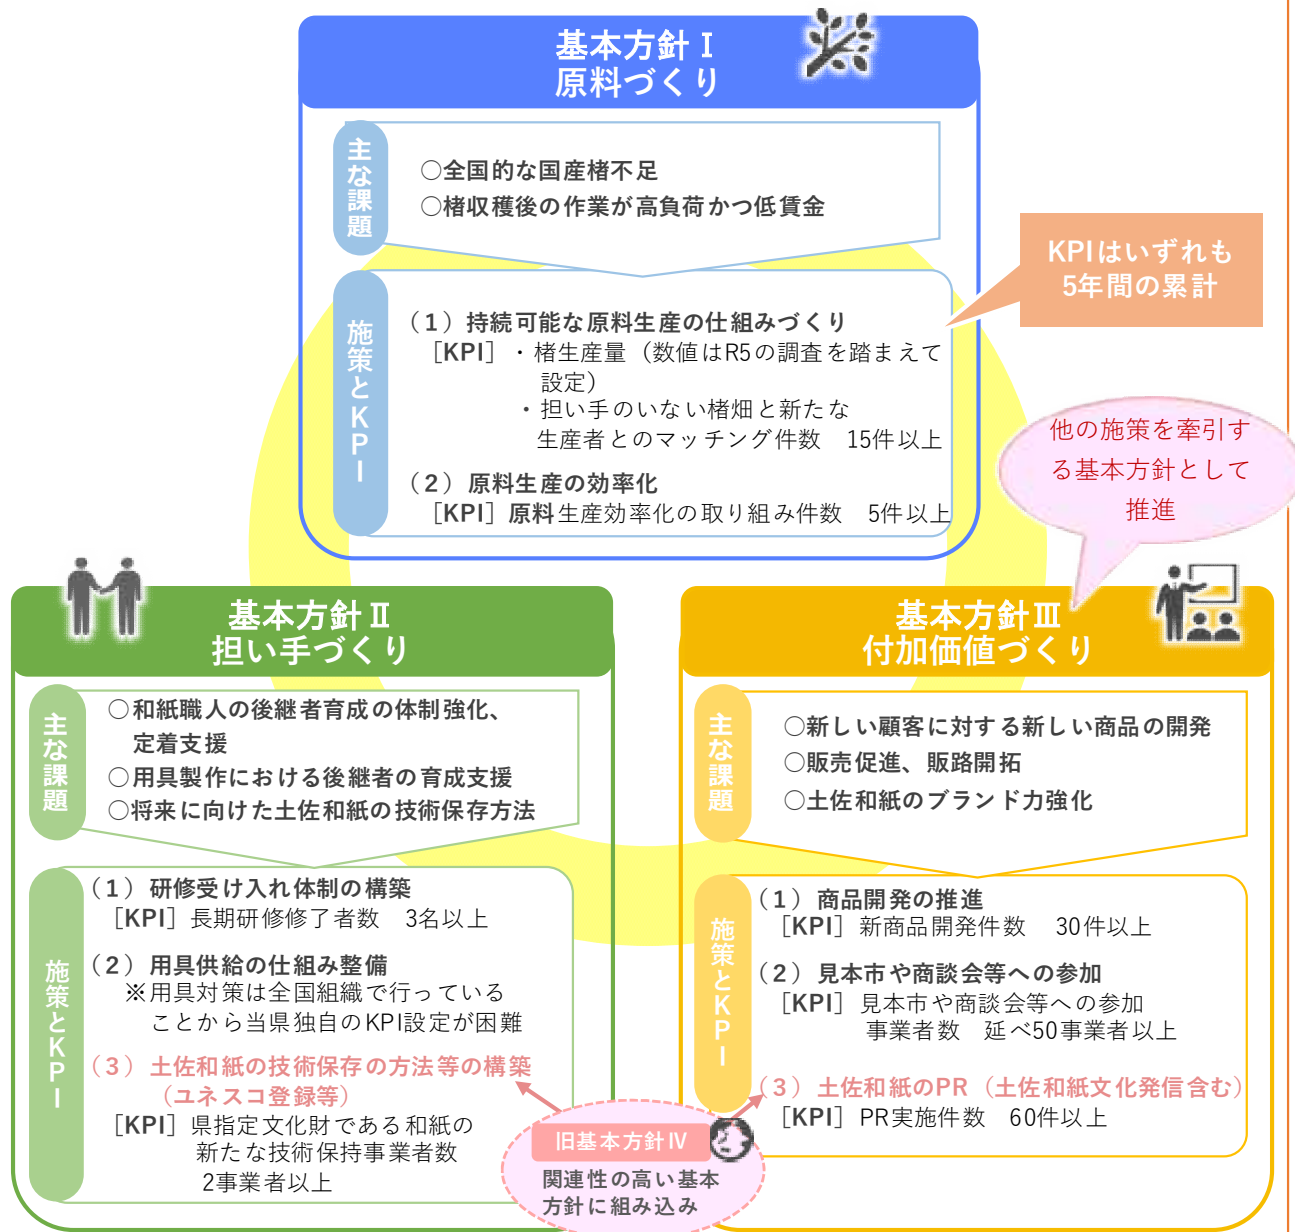 基本方針Ⅰ
原料づくり
主な課題
○全国的な国産楮不足
○楮収穫後の作業が高負荷かつ低賃金
KPIはいずれも
5年間の累計
施策とKPI
（1）持続可能な原料生産の仕組みづくり
［KPI］・楮生産量（数値はR5の調査を踏まえて
設定）
・担い手のいない楮畑と新たな
生産者とのマッチング件数　15件以上
（2）原料生産の効率化
［KPI］原料生産効率化の取り組み件数　5件以上
他の施策を牽引す
る基本方針として
推進
基本方針Ⅱ
担い手づくり
主な課題
○和紙職人の後継者育成の体制強化、
定着支援
○用具製作における後継者の育成支援
○将来に向けた土佐和紙の技術保存方法
施策とKPI
（1）研修受け入れ体制の構築
［KPI］長期研修修了者数　3名以上
（2）用具供給の仕組み整備
※用具対策は全国組織で行っている
ことから当県独自のKPI設定が困難
（3）土佐和紙の技術保存の方法等の構築
（ユネスコ登録等）
［KPI］県指定文化財である和紙の
新たな技術保持事業者数
2事業者以上
基本方針Ⅲ
付加価値づくり
主な課題
○新しい顧客に対する新しい商品の開発
○販売促進、販路開拓
○土佐和紙のブランド力強化
施策とKPI
（1）商品開発の推進
［KPI］新商品開発件数　30件以上
（2）見本市や商談会等への参加
［KPI］見本市や商談会等への参加
事業者数　延べ50事業者以上
（3）土佐和紙のPR（土佐和紙文化発信含む）
［KPI］PR実施件数　60件以上
旧基本方針Ⅳ
関連性の高い基本
方針に組み込み